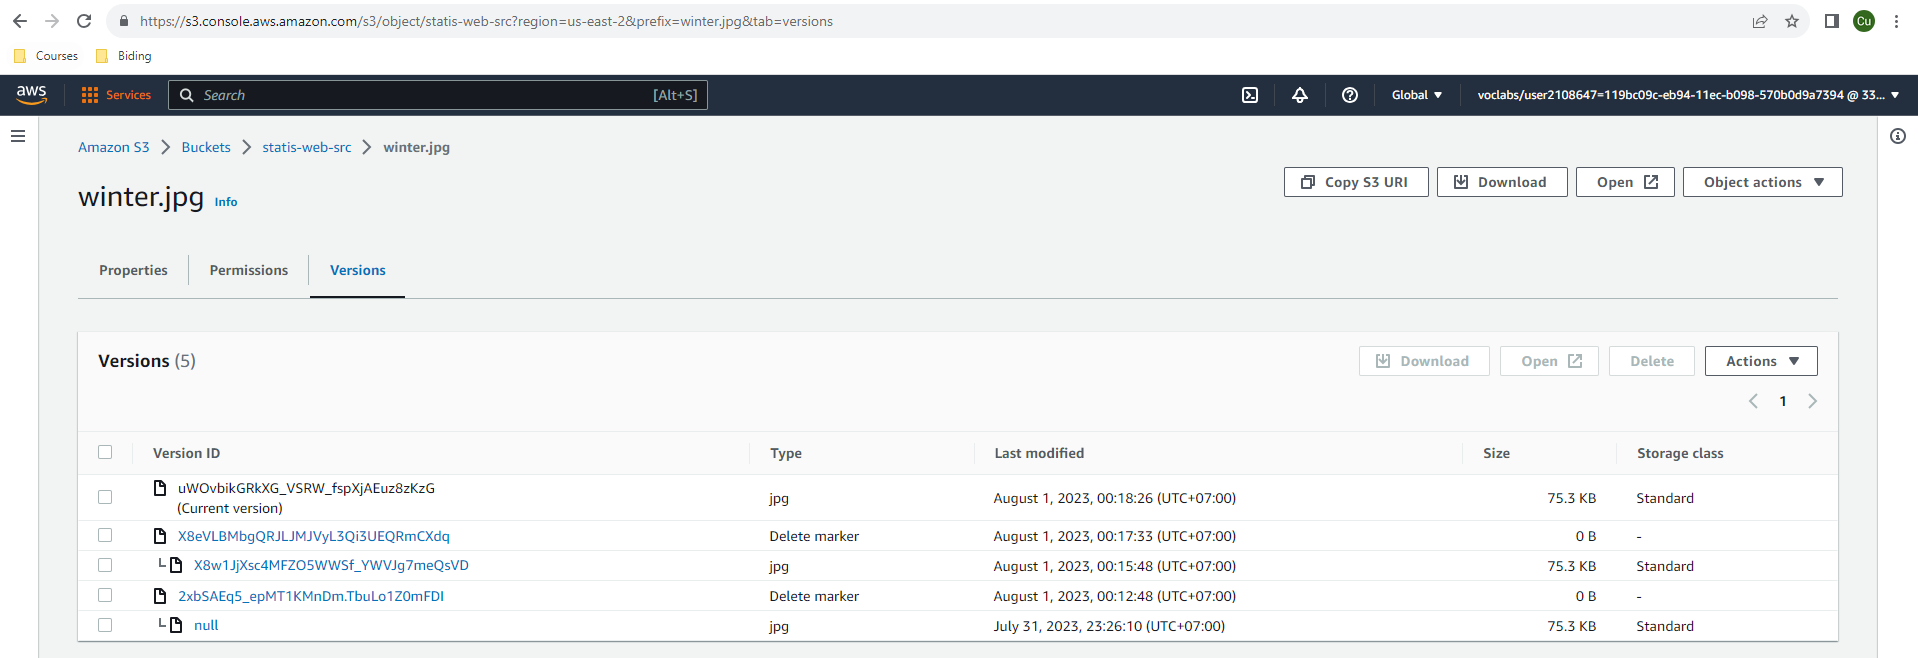 https://s3.console.aws.amazon.com/s3/object/statis-web-src?region=us-east-2&prefix=winter.jpg&tab=versions
Cu
Courses Biding
aws Services Search [Alt+S] Global voclabs/user2108647=119bc09c-eb94-11ec-b098-570b0d9a7394 @ 33...
Amazon S3 Buckets statis-web-src winter.jpg
winter.jpg Info Copy S3 URI Download Open Object actions
Properties Permissions Versions
Versions (5) Download Open Delete Actions
1
Version ID Type Last modified Size Storage class
uWOvbikGRkXG_VSRW_fspXjAEuz8zKzG
(Current version) jpg August 1, 2023, 00:18:26 (UTC+07:00) 75.3 KB Standard
X8eVLBMbgQRJLJMJVyL3Qi3UEQRmCXdq Delete marker August 1, 2023, 00:17:33 (UTC+07:00) 0 B -
X8w1JjXsc4MFZO5WWSf_YWVJg7meQsVD jpg August 1, 2023, 00:15:48 (UTC+07:00) 75.3 KB Standard
2xbSAEq5_epMT1KMnDm.TbuLo1Z0mFDI Delete marker August 1, 2023, 00:12:48 (UTC+07:00) 0 B -
null jpg July 31, 2023, 23:26:10 (UTC+07:00) 75.3 KB Standard